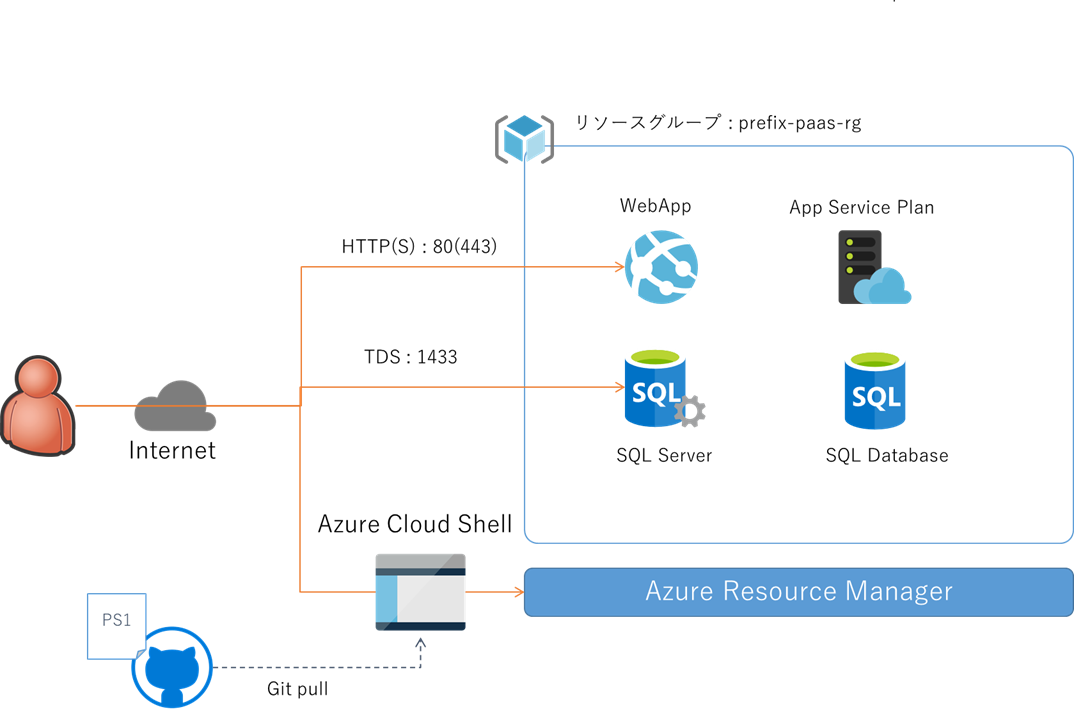 リソースグループ : prefix-paas-rg
WebApp
App Service Plan
HTTP(S) : 80(443)
TDS : 1433
SQL
SQL
SQL Server
SQL Database
Internet
Azure Cloud Shell
Azure Resource Manager
PS1
Git pull